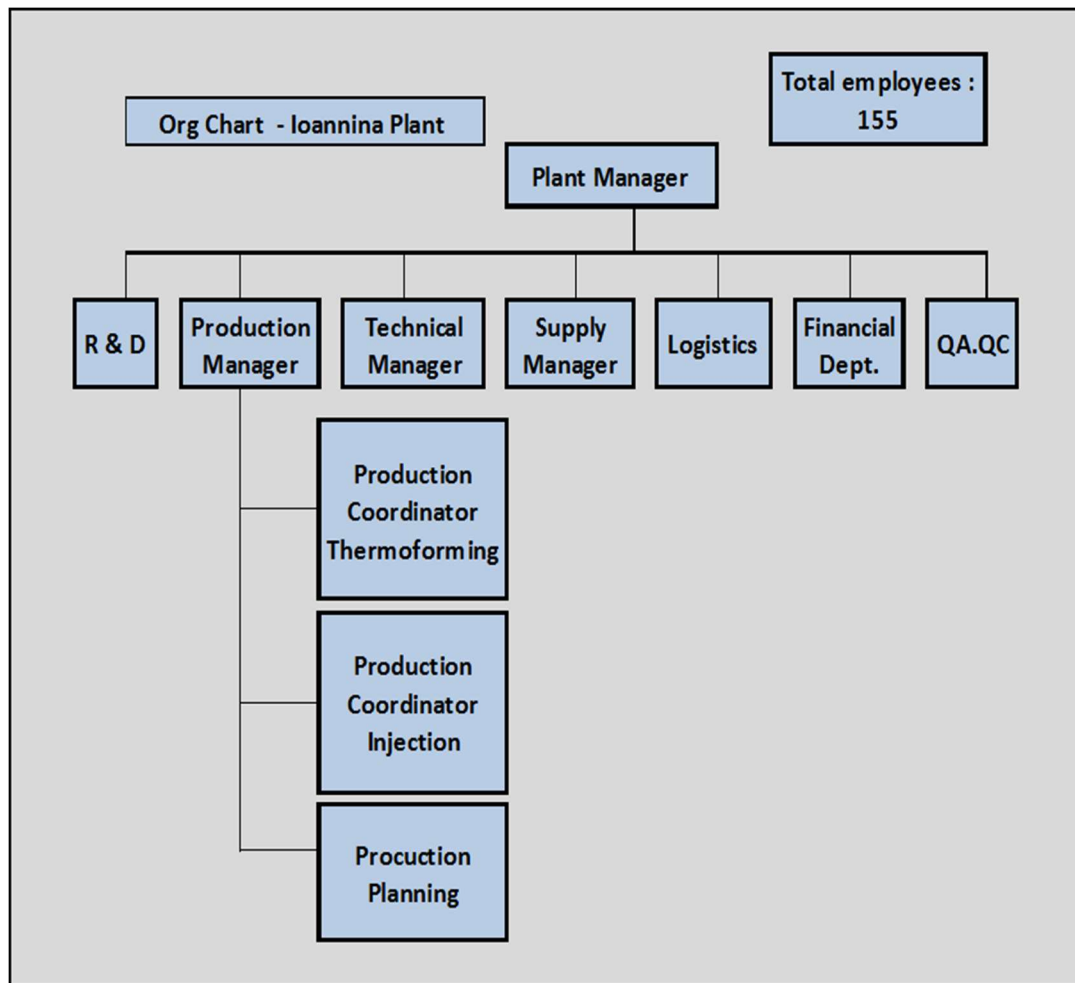 Total employees :
155
Org Chart - Ioannina Plant
Plant Manager
R & D
Production
Manager
Technical
Manager
Supply
Manager
Logistics
Financial
Dept.
QA.QC
Production
Coordinator
Thermoforming
Production
Coordinator
Injection
Procuction
Planning